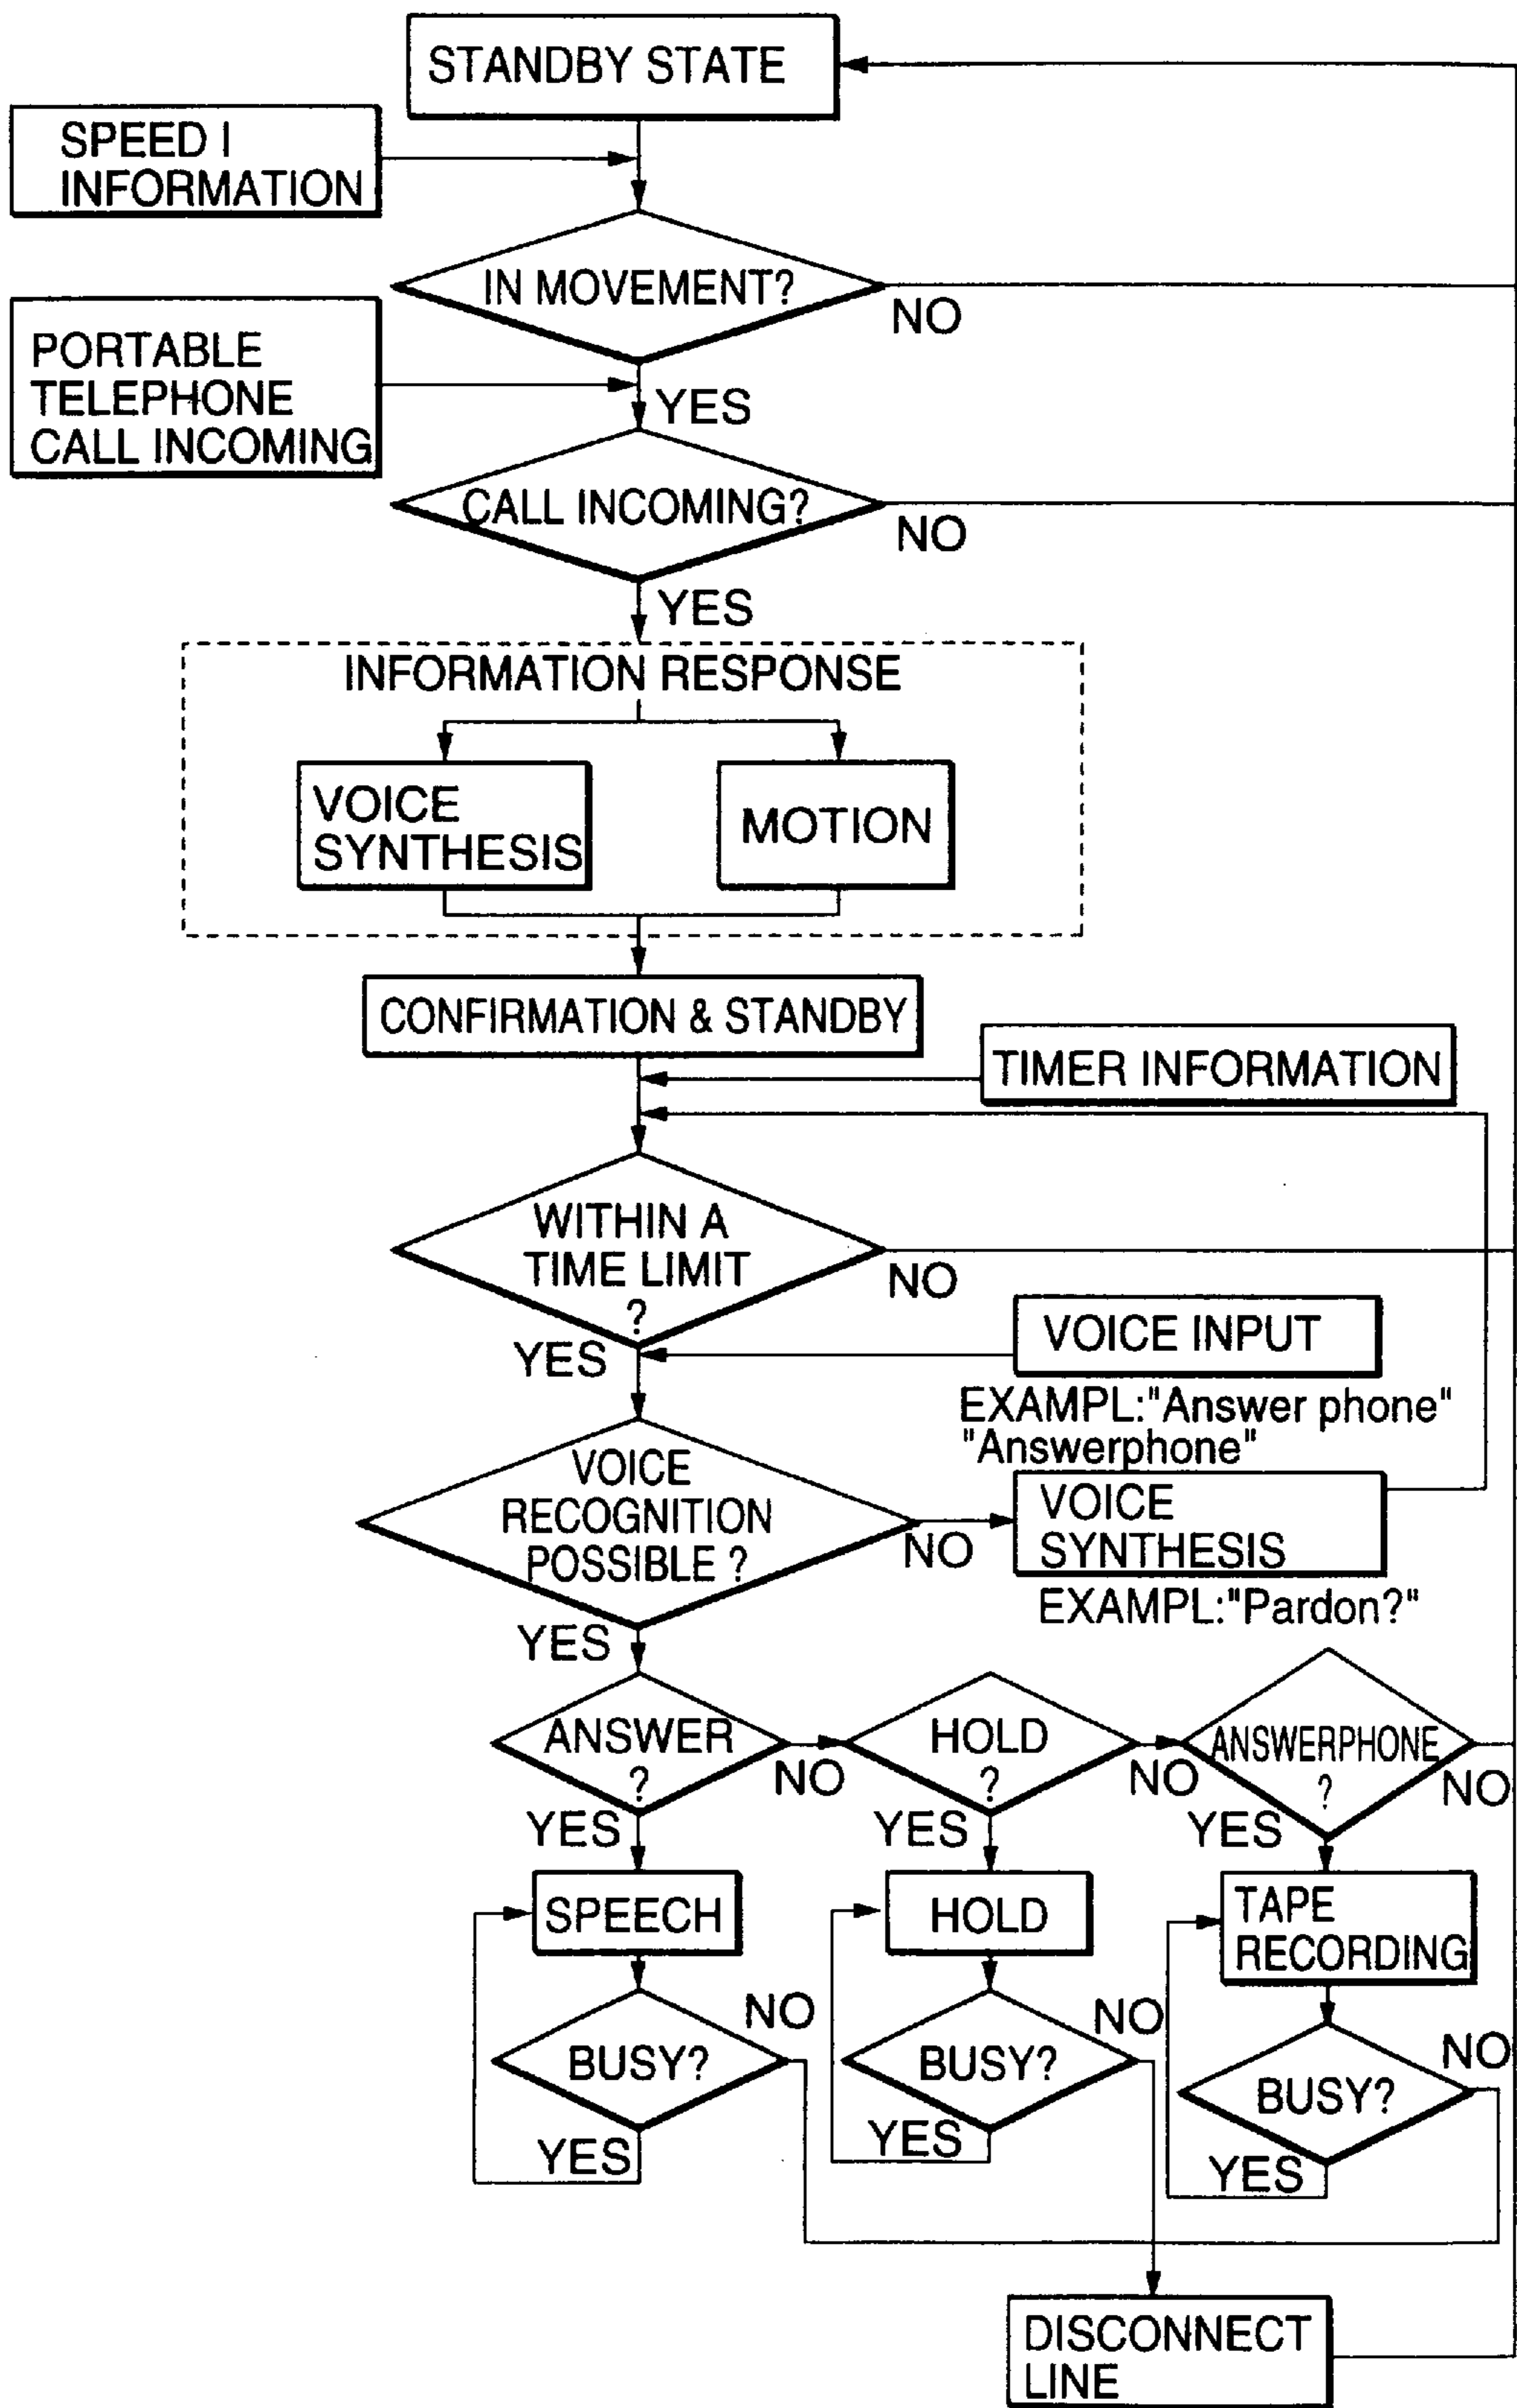 STANDBY STATE
SPEED I
INFORMATION
IN MOVEMENT?
NO
PORTABLE
TELEPHONE
CALL INCOMING
YES
CALL INCOMING?
NO
YES
INFORMATION RESPONSE
VOICE
SYNTHESIS
MOTION
CONFIRMATION & STANDBY
TIMER INFORMATION
WITHIN A
TIME LIMIT
?
NO
YES
VOICE INPUT
EXAMPL:"Answer phone"
"Answerphone"
VOICE
RECOGNITION
POSSIBLE ?
NO
VOICE
SYNTHESIS
EXAMPL:"Pardon?"
YES
ANSWER
?
NO
HOLD
?
NO
ANSWERPHONE
?
NO
YES
YES
YES
SPEECH
HOLD
TAPE
RECORDING
NO
NO
NO
BUSY?
BUSY?
BUSY?
YES
YES
YES
DISCONNECT
LINE